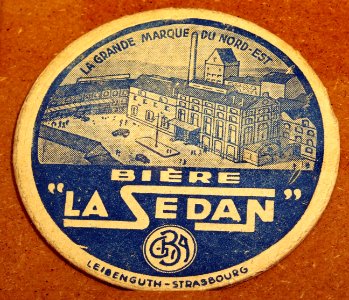 LA GRANDE MARQUE DU NORD-EST
BIÈRE
"LA SEDAN"
LEIBENGUTH - STRASBOURG